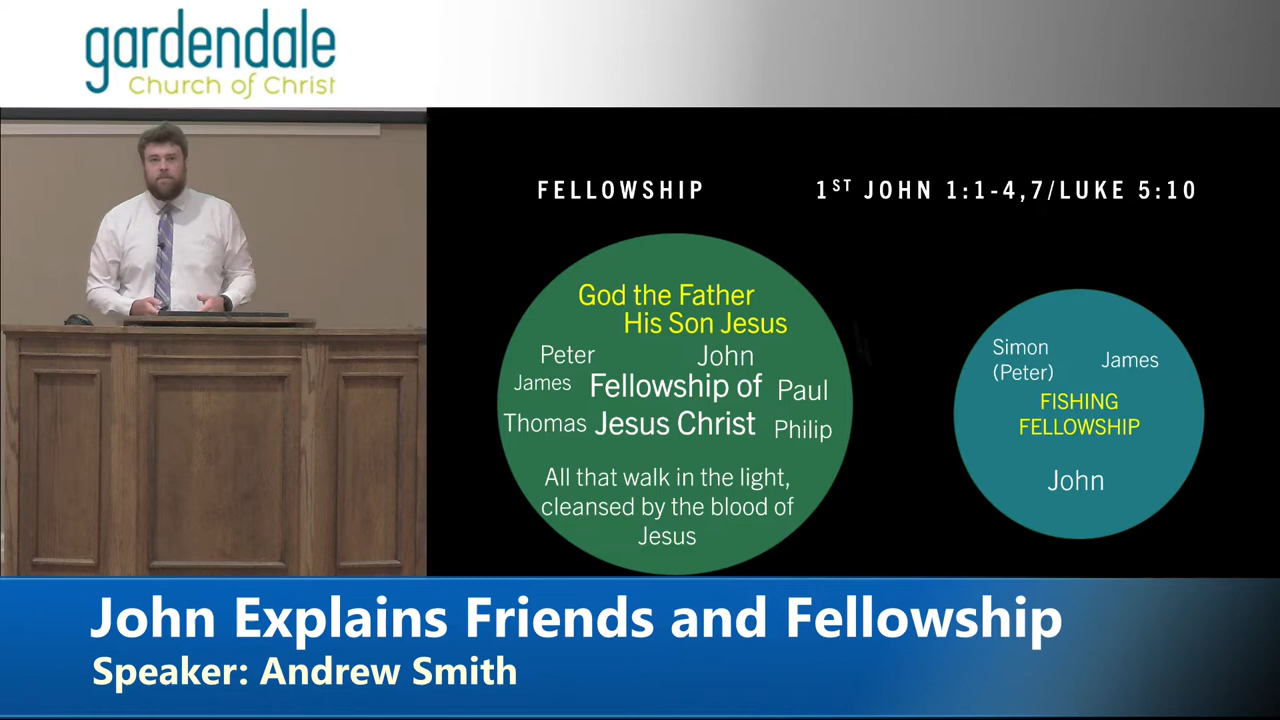 gardendale
Church of Christ
FELLOWSHIP
1ST JOHN 1:1-4,7/LUKE 5:10
God the Father
His Son Jesus
Peter
John
James
Fellowship of
Paul
Thomas
Jesus Christ
Philip
All that walk in the light,
cleansed by the blood of
Jesus
Simon
(Peter)
James
FISHING
FELLOWSHIP
John
John Explains Friends and Fellowship
Speaker: Andrew Smith